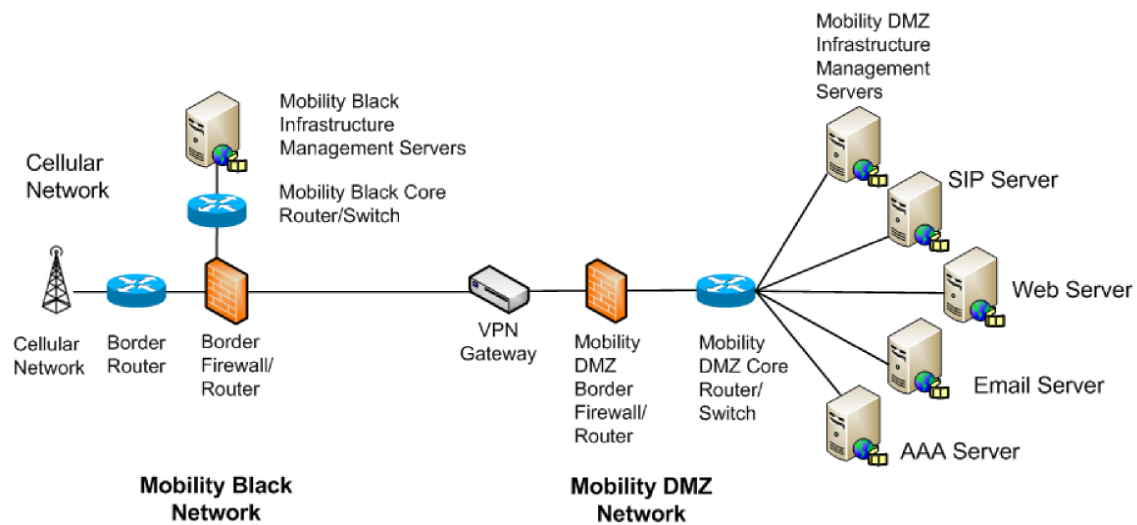 Mobility DMZ
Infrastructure
Management
Servers
Mobility Black
Infrastructure
Management Servers
Cellular
Network
Mobility Black Core
Router/Switch
SIP Server
Web Server
Email Server
AAA Server
Cellular
Network
Border
Router
Border
Firewall/
Router
VPN
Gateway
Mobility
DMZ
Border
Firewall/
Router
Mobility
DMZ Core
Router/
Switch
Mobility Black
Network
Mobility DMZ
Network